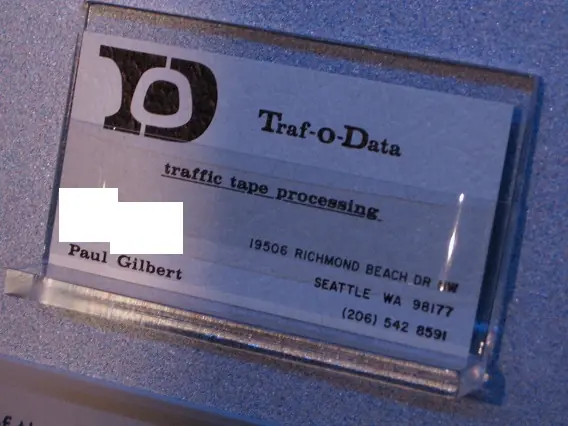 Traf-o-Data
traffic tape processing
Paul Gilbert
19506 RICHMOND BEACH DR NW
SEATTLE WA 98177
(206) 542 8591